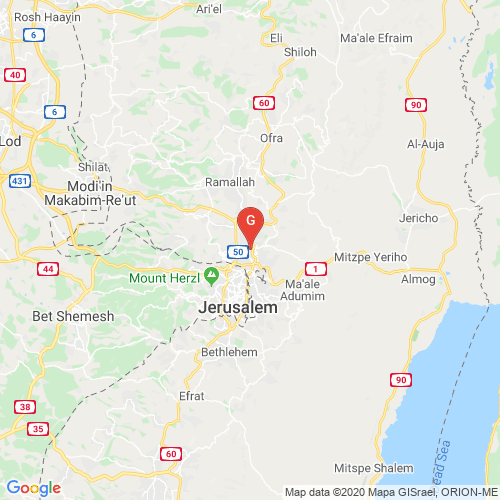 Rosh Haayin
Ari'el
6
Eli
Ma'ale Efraim
Shiloh
40
60
90
6
Ofra
Lod
Al-Auja
Shilat
431
Modi'in
Makabim-Re'ut
Ramallah
Jericho
G
50
Mitzpe Yeriho
44
1
Mount Herzl
Almog
Ma'ale
Adumim
Jerusalem
Bet Shemesh
Bethlehem
90
Efrat
38
35
60
Dead Sea
Mitspe Shalem
Google
Map data ©2020 Mapa GISrael, ORION-ME